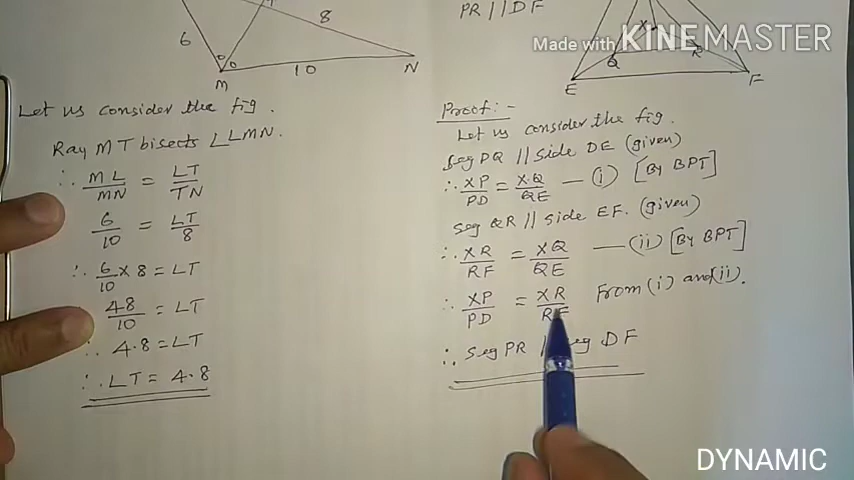 6
8
M
10
N
Let us consider the fig.
Ray MT bisects ∠LMN.
∴ ML/MN = LT/TN
6/10 = LT/8
∴ 6/10 × 8 = LT
48/10 = LT
∴ 4.8 = LT
∴ LT = 4.8
PR // DF
X
Q
R
E
F
Made with KINEMASTER
Proof:-
Let us consider the fig.
Seg PQ // side DE (given)
∴ XP/PD = XQ/QE — (i) [By BPT]
Seg QR // side EF. (given)
∴ XR/RF = XQ/QE — (ii) [By BPT]
∴ XP/PD = XR/RF From (i) and (ii).
∴ Seg PR // Seg DF
DYNAMIC